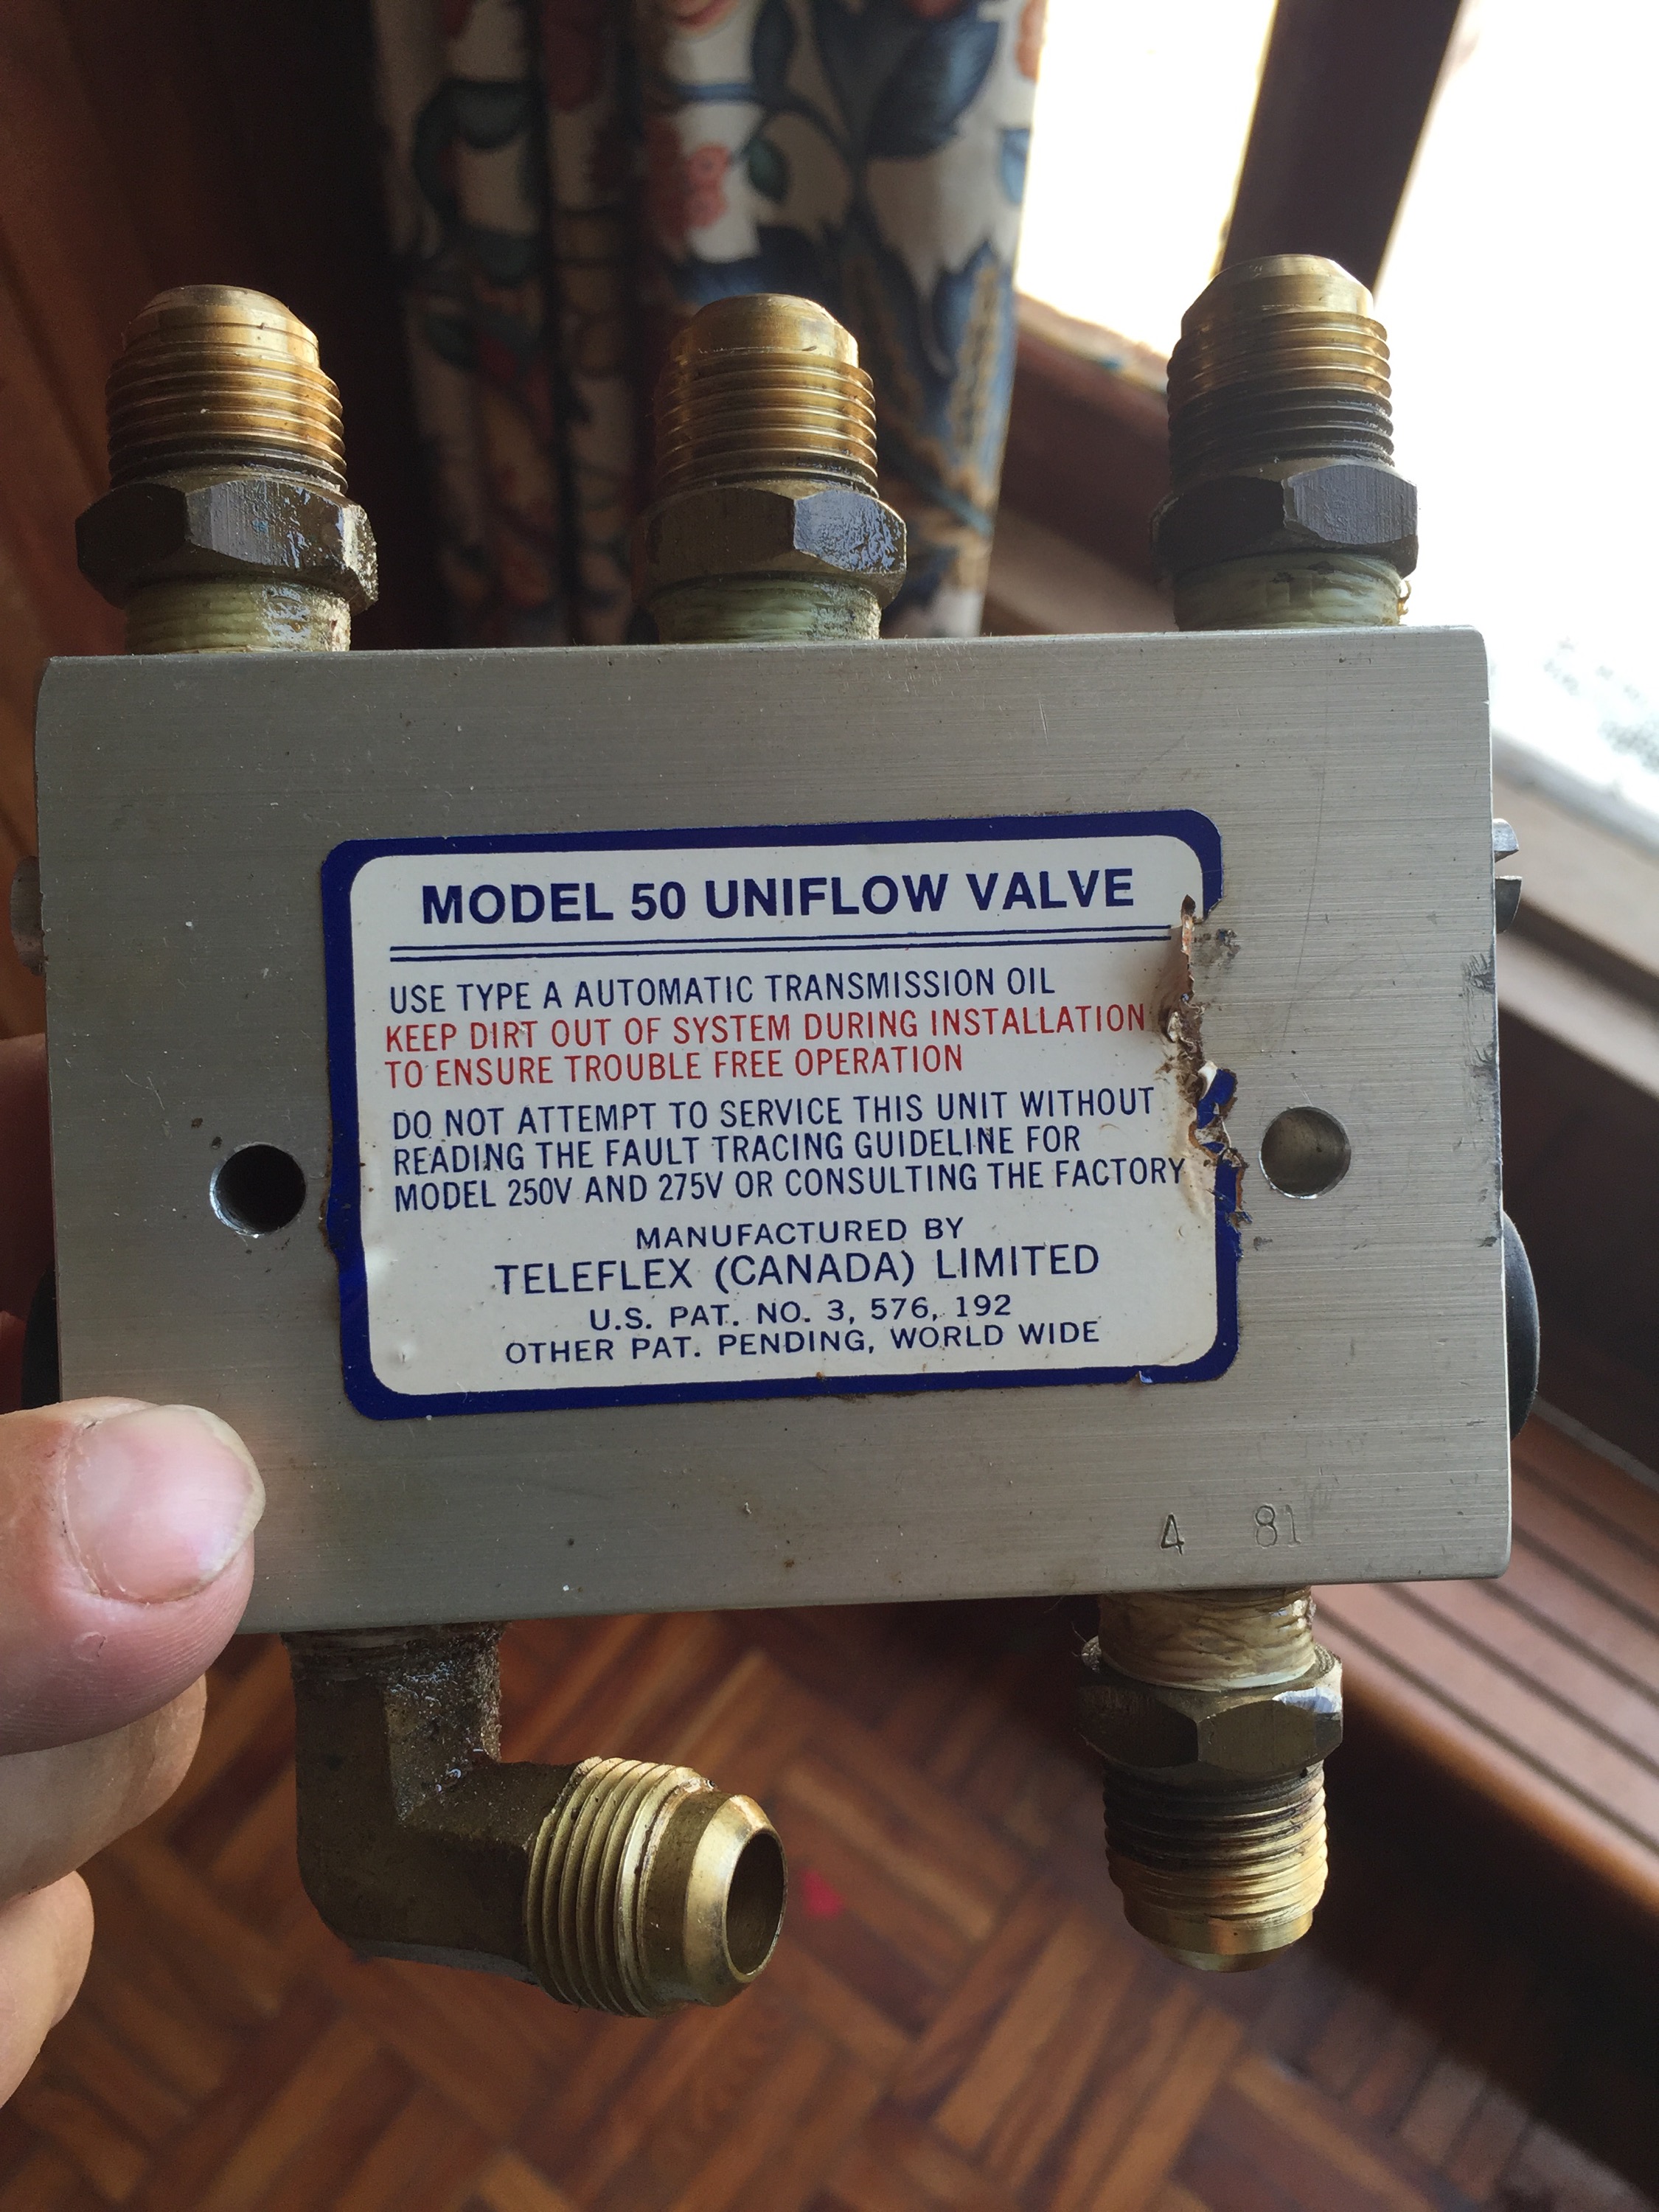 MODEL 50 UNIFLOW VALVE
USE TYPE A AUTOMATIC TRANSMISSION OIL
KEEP DIRT OUT OF SYSTEM DURING INSTALLATION
TO ENSURE TROUBLE FREE OPERATION
DO NOT ATTEMPT TO SERVICE THIS UNIT WITHOUT
READING THE FAULT TRACING GUIDELINE FOR
MODEL 250V AND 275V OR CONSULTING THE FACTORY
MANUFACTURED BY
TELEFLEX (CANADA) LIMITED
U.S. PAT. NO. 3, 576, 192
OTHER PAT. PENDING, WORLD WIDE
4 81